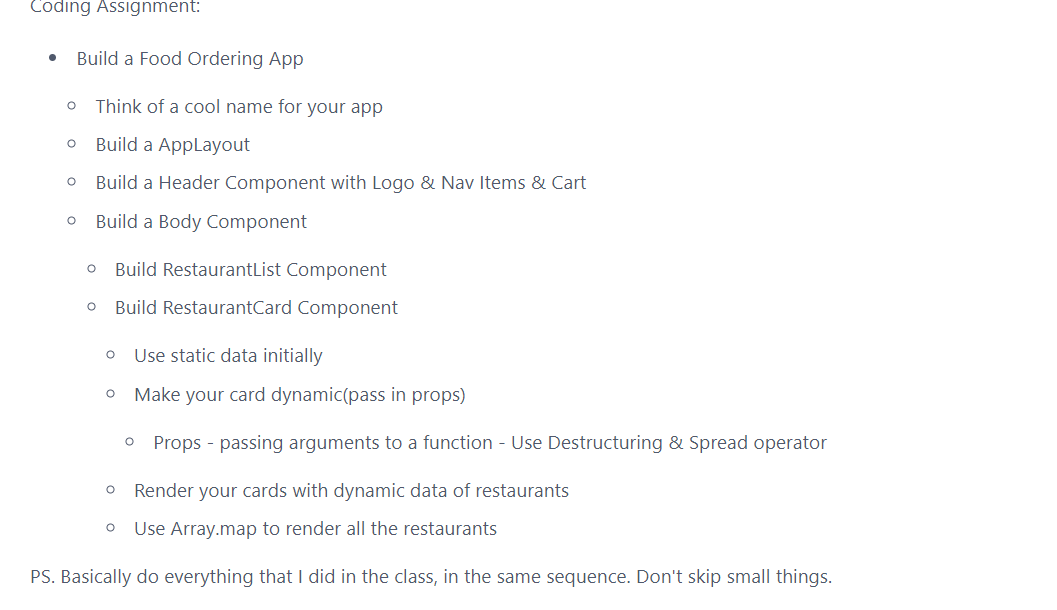 Coding Assignment:
Build a Food Ordering App
Think of a cool name for your app
Build a AppLayout
Build a Header Component with Logo & Nav Items & Cart
Build a Body Component
Build RestaurantList Component
Build RestaurantCard Component
Use static data initially
Make your card dynamic(pass in props)
Props - passing arguments to a function - Use Destructuring & Spread operator
Render your cards with dynamic data of restaurants
Use Array.map to render all the restaurants
PS. Basically do everything that I did in the class, in the same sequence. Don't skip small things.